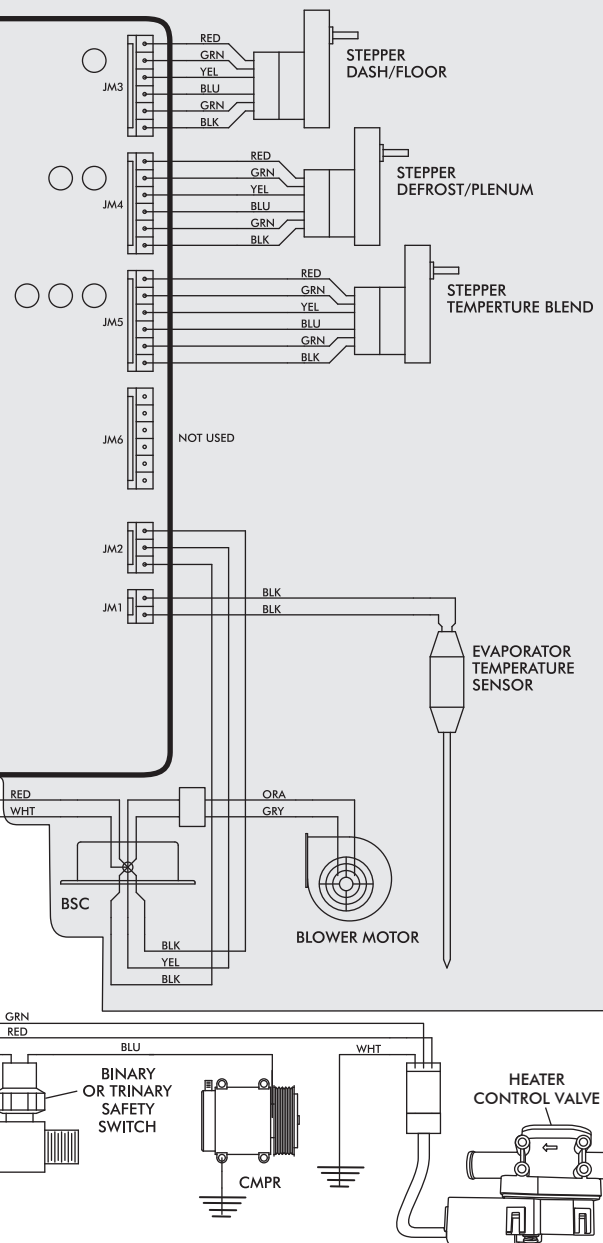 RED
GRN
YEL
JM3
BLU
GRN
BLK
STEPPER
DASH/FLOOR
RED
GRN
YEL
JM4
BLU
GRN
BLK
STEPPER
DEFROST/PLENUM
RED
GRN
YEL
JM5
BLU
GRN
BLK
STEPPER
TEMPERTURE BLEND
JM6
NOT USED
JM2
JM1
BLK
BLK
EVAPORATOR
TEMPERATURE
SENSOR
RED
WHT
ORA
GRY
BSC
BLOWER MOTOR
BLK
YEL
BLK
GRN
RED
BLU
BINARY
OR TRINARY
SAFETY
SWITCH
CMPR
WHT
HEATER
CONTROL VALVE